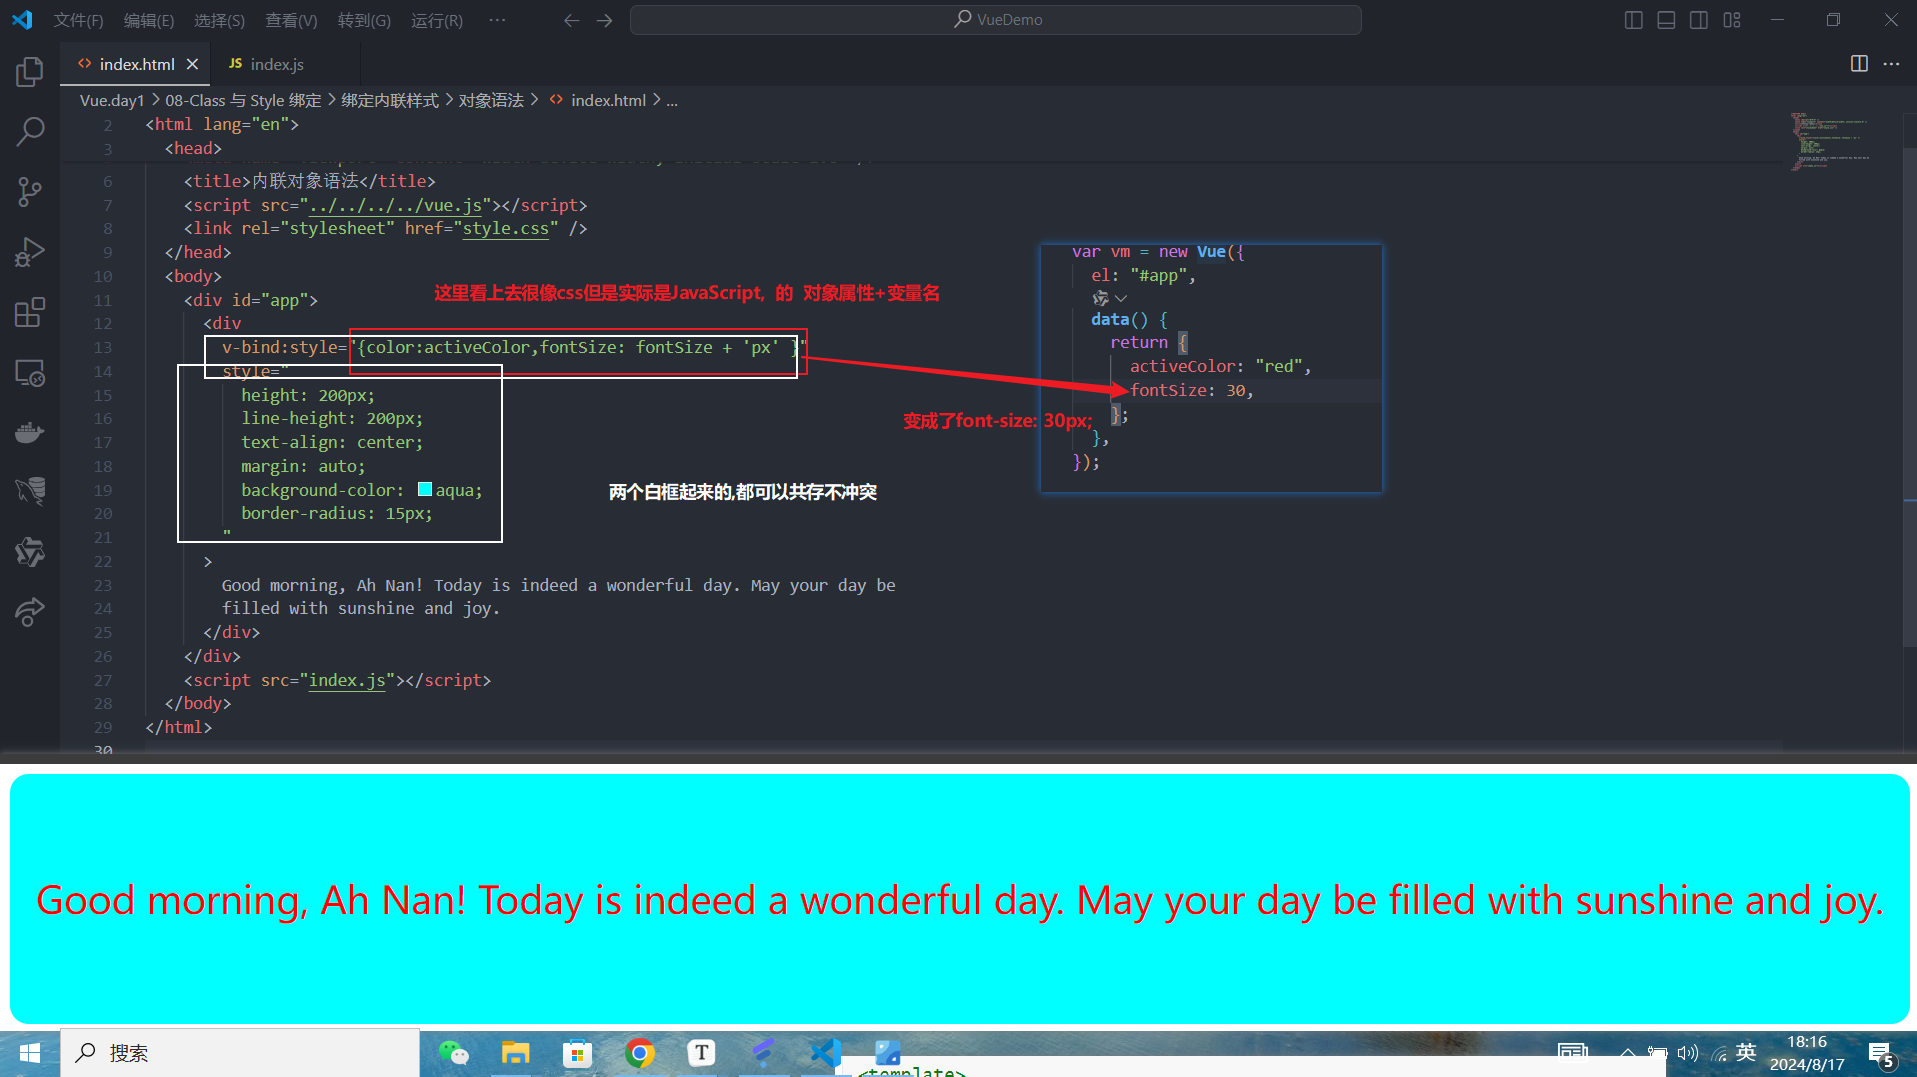 文件(F) 编辑(E) 选择(S) 查看(V) 转到(G) 运行(R) ··· VueDemo
index.html JS index.js
Vue.day1 > 08-Class 与 Style 绑定 > 绑定内联样式 > 对象语法 > index.html > ...
2 <html lang="en">
3 <head>
6 <title>内联对象语法</title>
7 <script src="../../../../vue.js"></script>
8 <link rel="stylesheet" href="style.css" />
9 </head>
10 <body>
11 <div id="app">
12 <div
13 v-bind:style="{color:activeColor,fontSize: fontSize + 'px' }"
14 style="
15 height: 200px;
16 line-height: 200px;
17 text-align: center;
18 margin: auto;
19 background-color: aqua;
20 border-radius: 15px;
21 "
22 >
23 Good morning, Ah Nan! Today is indeed a wonderful day. May your day be
24 filled with sunshine and joy.
25 </div>
26 </div>
27 <script src="index.js"></script>
28 </body>
29 </html>
30
这里看上去很像css但是实际是JavaScript, 的 对象属性+变量名
变成了font-size: 30px;
两个白框起来的,都可以共存不冲突
var vm = new Vue({
el: "#app",
data() {
return {
activeColor: "red",
fontSize: 30,
};
},
});
Good morning, Ah Nan! Today is indeed a wonderful day. May your day be filled with sunshine and joy.
搜索
T
<template>
英
18:16
2024/8/17
5